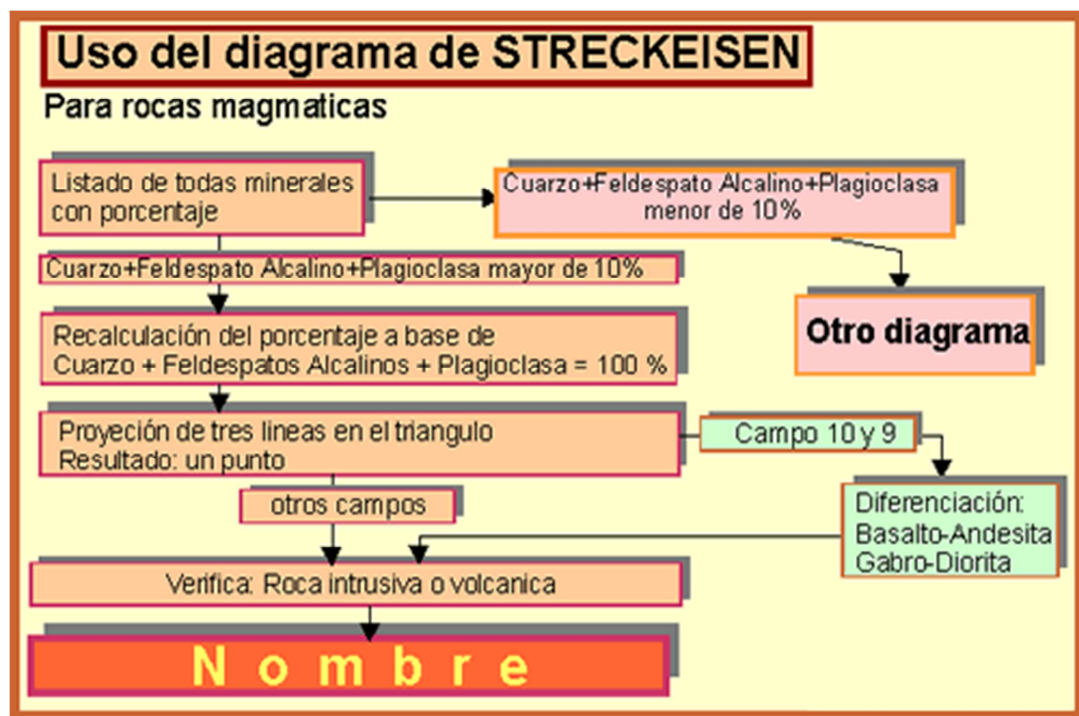 Uso del diagrama de STRECKEISEN
Para rocas magmaticas
Listado de todas minerales
con porcentaje
Cuarzo+Feldespato Alcalino+Plagioclasa
menor de 10%
Cuarzo+Feldespato Alcalino+Plagioclasa mayor de 10%
Otro diagrama
Recalculación del porcentaje a base de
Cuarzo + Feldespatos Alcalinos + Plagioclasa = 100 %
Proyeción de tres lineas en el triangulo
Resultado: un punto
Campo 10 y 9
otros campos
Diferenciación:
Basalto-Andesita
Gabro-Diorita
Verifica: Roca intrusiva o volcanica
Nombre